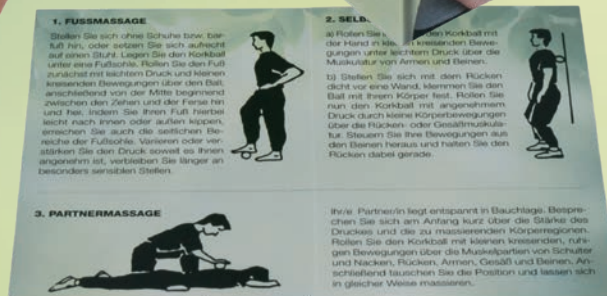 1. FUSSMASSAGE
Stellen Sie sich ohne Schuhe bzw. bar-
fuß hin, oder setzen Sie sich aufrecht
auf einen Stuhl. Legen Sie den Korkball
unter eine Fußsohle. Rollen Sie den Fuß
zunächst mit leichtem Druck und kleinen
kreisenden Bewegungen über den Ball,
anschließend von der Mitte beginnend
zwischen den Zehen und der Ferse hin
und her. Indem Sie Ihren Fuß hierbei
leicht nach innen oder außen kippen,
erreichen Sie auch die seitlichen Be-
reiche der Fußsohle. Variieren oder ver-
stärken Sie den Druck soweit es Ihnen
angenehm ist, verbleiben Sie länger an
besonders sensiblen Stellen.
2. SELB
a) Rollen Sie den Korkball mit
der Hand in kreisenden Bewe-
gungen unter leichtem Druck über die
Muskulatur von Armen und Beinen.
b) Stellen Sie sich mit dem Rücken
dicht vor eine Wand, klemmen Sie den
Ball mit Ihrem Körper fest. Rollen Sie
nun den Korkball mit angenehmem
Druck durch kleine Körperbewegungen
über die Rücken- oder Gesäßmuskula-
tur. Steuern Sie Ihre Bewegungen aus
den Beinen heraus und halten Sie den
Rücken dabei gerade.
3. PARTNERMASSAGE
Ihr/e Partner/in liegt entspannt in Bauchlage. Bespre-
chen Sie sich am Anfang kurz über die Stärke des
Druckes und die zu massierenden Körperregionen.
Rollen Sie den Korkball mit kleinen kreisenden, ruhi-
gen Bewegungen über die Muskelpartien von Schulter
und Nacken, Rücken, Armen, Gesäß und Beinen. An-
schließend tauschen Sie die Position und lassen sich
in gleicher Weise massieren.